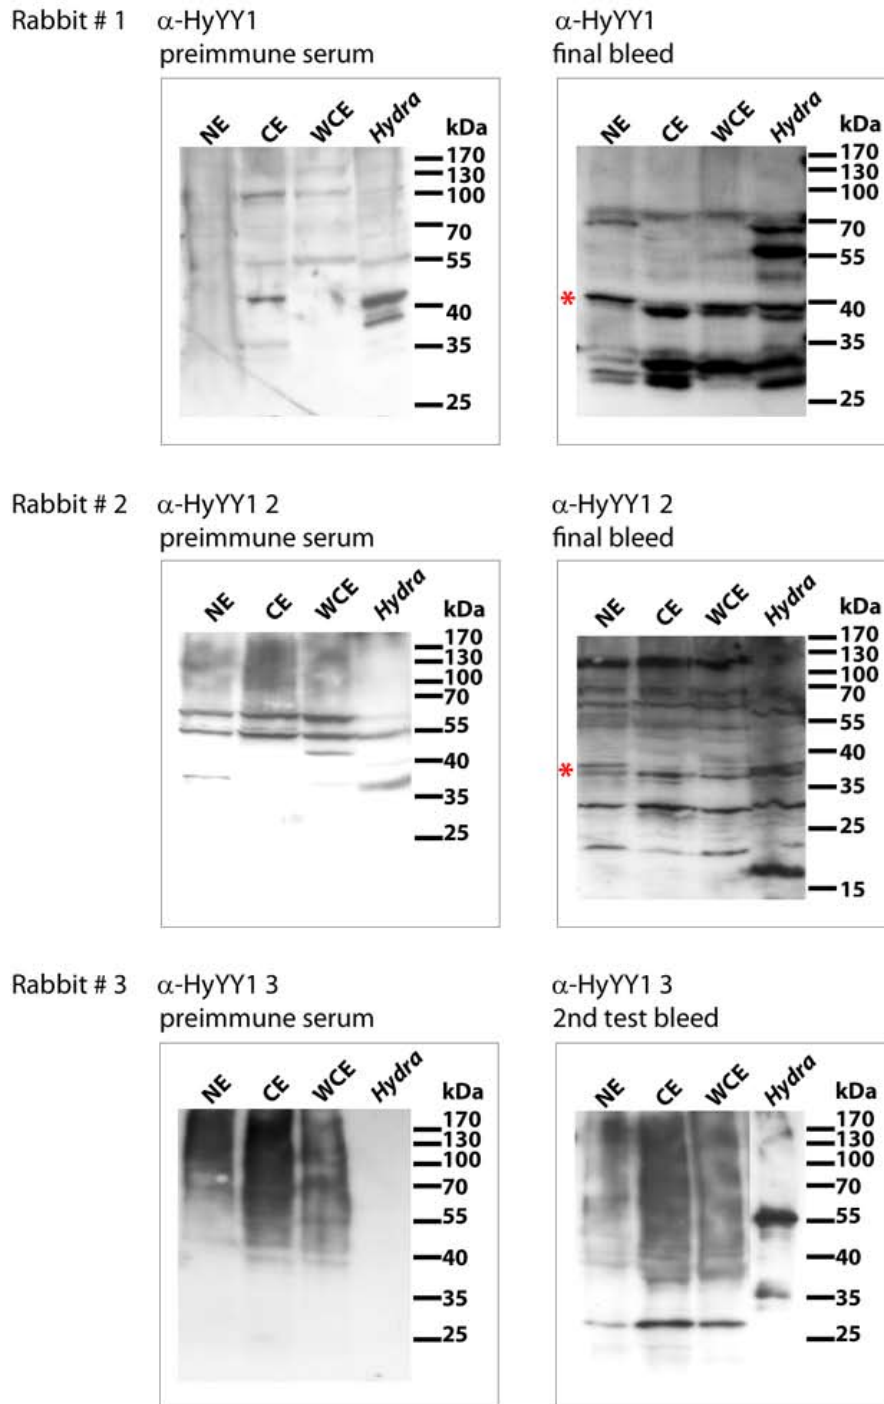 Rabbit # 1 α-HyYY1 α-HyYY1
preimmune serum final bleed
NE CE WCE Hydra NE CE WCE Hydra
kDa kDa
170 170
130 130
100 100
70 70
55 55
40 40
35 35
25 25
*
Rabbit # 2 α-HyYY1 2 α-HyYY1 2
preimmune serum final bleed
NE CE WCE Hydra NE CE WCE Hydra
kDa kDa
170 170
130 130
100 100
70 70
55 55
40 40
35 35
25 25
15
*
Rabbit # 3 α-HyYY1 3 α-HyYY1 3
preimmune serum 2nd test bleed
NE CE WCE Hydra NE CE WCE Hydra
kDa kDa
170 170
130 130
100 100
70 70
55 55
40 40
35 35
25 25